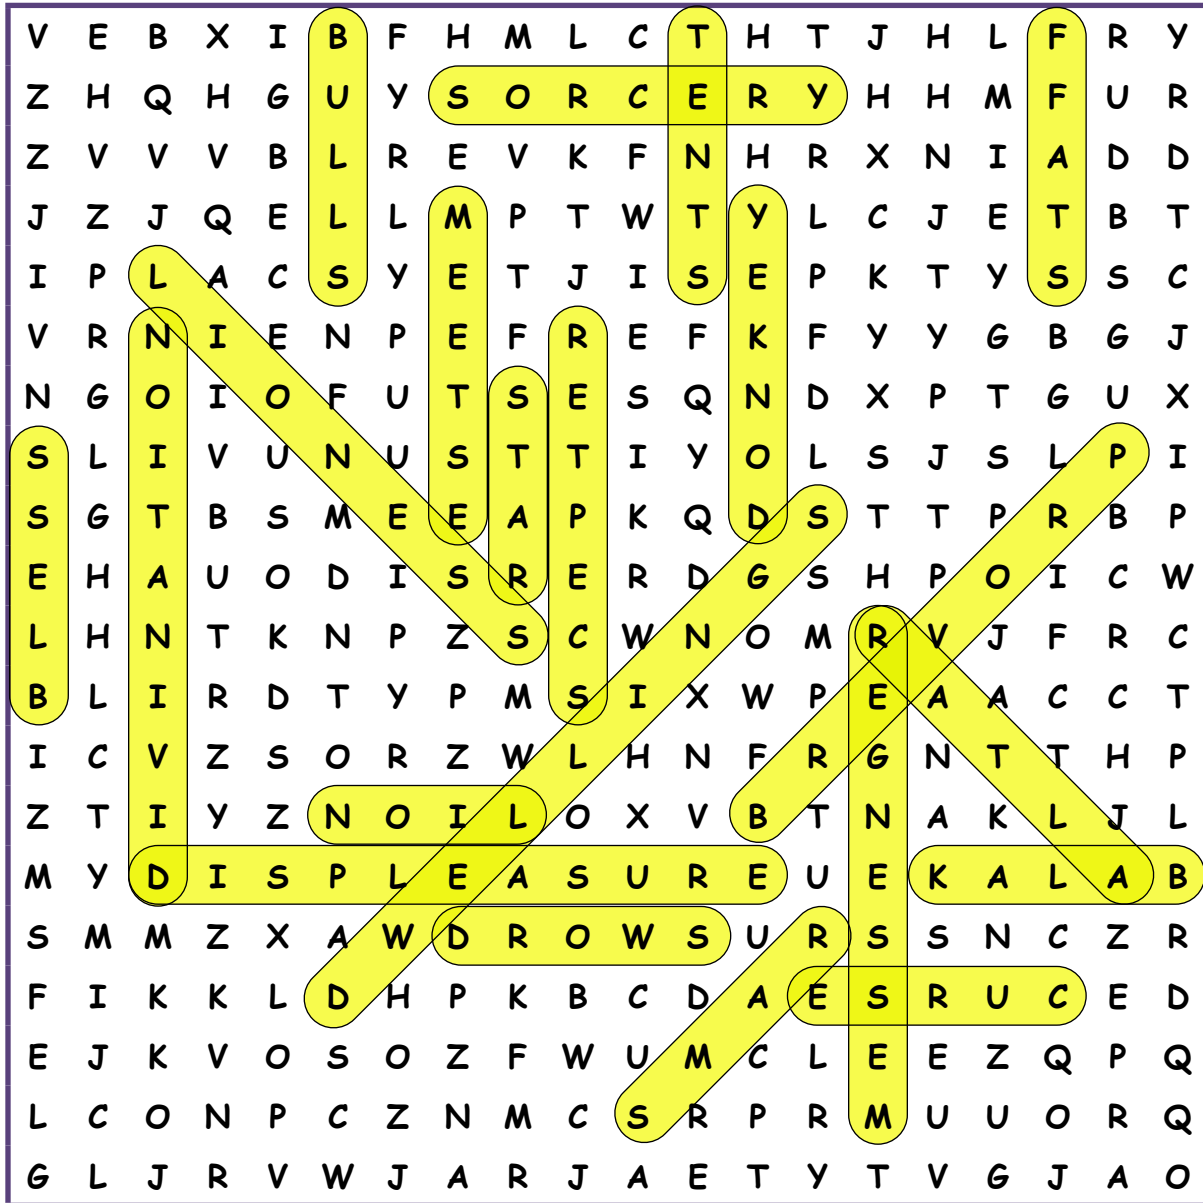 V E B X I B F H M L C T H T J H L F R Y
Z H Q H G U Y S O R C E R Y H H M F U R
Z V V V B L R E V K F N H R X N I A D D
J Z J Q E L L M P T W T Y L C J E T B T
I P L A C S Y E T J I S E P K T Y S S C
V R N I E N P E F R E F K F Y Y G B G J
N G O I O F U T S E S Q N D X P T G U X
S L I V U N U S T T I Y O L S J S L P I
S G T B S M E E A P K Q D S T T P R B P
E H A U O D I S R E R D G S H P O I C W
L H N T K N P Z S C W N O M R V J F R C
B L I R D T Y P M S I X W P E A A C C T
I C V Z S O R Z W L H N F R G N T T H P
Z T I Y Z N O I L O X V B T N A K L J L
M Y D I S P L E A S U R E U E K A L A B
S M M Z X A W D R O W S U R S S N C Z R
F I K K L D H P K B C D A E S R U C E D
E J K V O S O Z F W U M C L E E Z Q P Q
L C O N P C Z N M C S R P R M U U O R Q
G L J R V W J A R J A E T Y T V G J A O